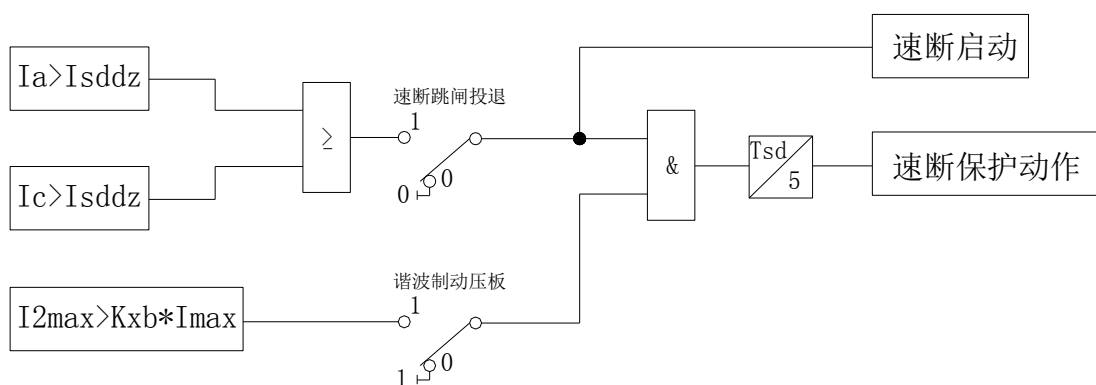 速断启动
Ia>Isddz
速断跳闸投退
1
≥
0
0
&
Tsd
5
速断保护动作
Ic>Isddz
谐波制动压板
1
I2max>Kxb*Imax
0
1